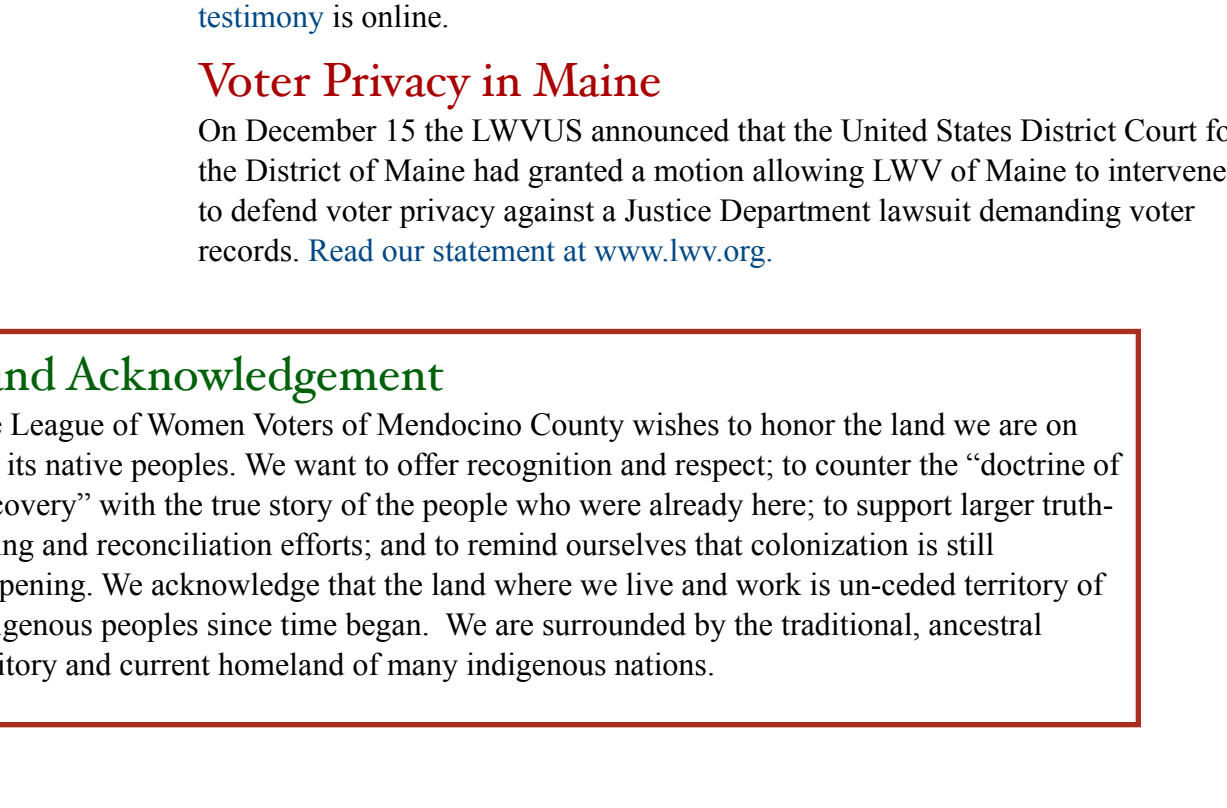 testimony is online.
Voter Privacy in Maine
On December 15 the LWVUS announced that the United States District Court fo
the District of Maine had granted a motion allowing LWV of Maine to intervene
to defend voter privacy against a Justice Department lawsuit demanding voter
records. Read our statement at www.lwv.org.
and Acknowledgement
e League of Women Voters of Mendocino County wishes to honor the land we are on
its native peoples. We want to offer recognition and respect; to counter the “doctrine of
covery” with the true story of the people who were already here; to support larger truth-
ing and reconciliation efforts; and to remind ourselves that colonization is still
pening. We acknowledge that the land where we live and work is un-ceded territory of
igenous peoples since time began.  We are surrounded by the traditional, ancestral
itory and current homeland of many indigenous nations.